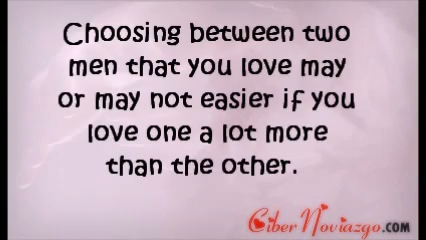 Choosing between two
men that you love may
or may not easier if you
love one a lot more
than the other.
CiberNoviazgo.COM